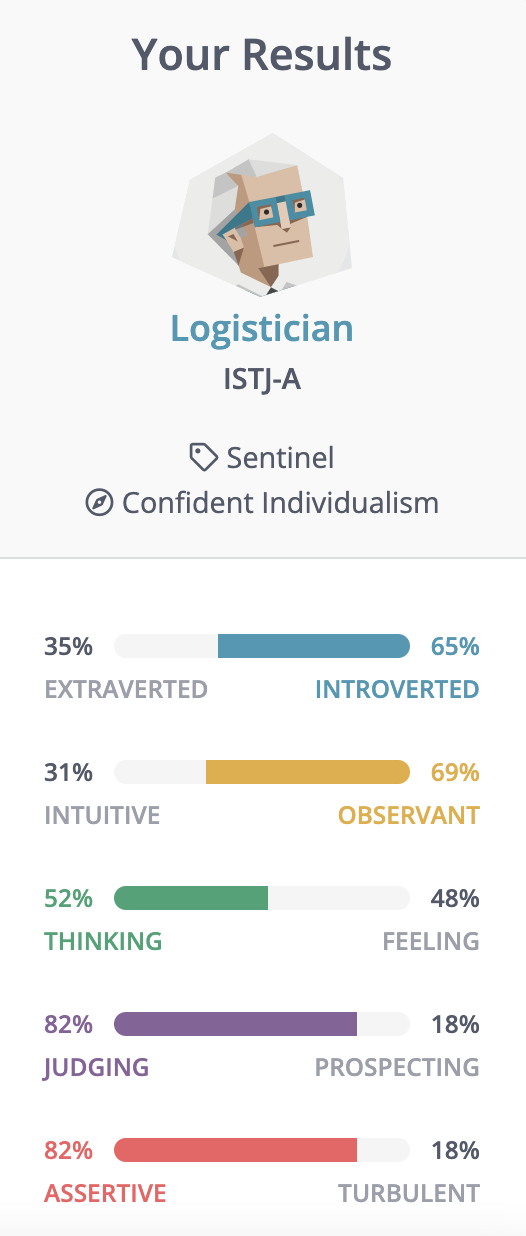 Your Results
Logistician
ISTJ-A
Sentinel
Confident Individualism
35% 65%
EXTRAVERTED INTROVERTED
31% 69%
INTUITIVE OBSERVANT
52% 48%
THINKING FEELING
82% 18%
JUDGING PROSPECTING
82% 18%
ASSERTIVE TURBULENT